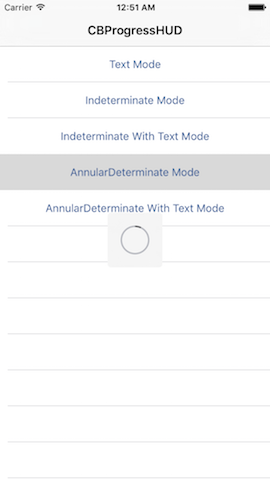 Carrier 12:51 AM
CBProgressHUD
Text Mode
Indeterminate Mode
Indeterminate With Text Mode
AnnularDeterminate Mode
AnnularDeterminate With Text Mode